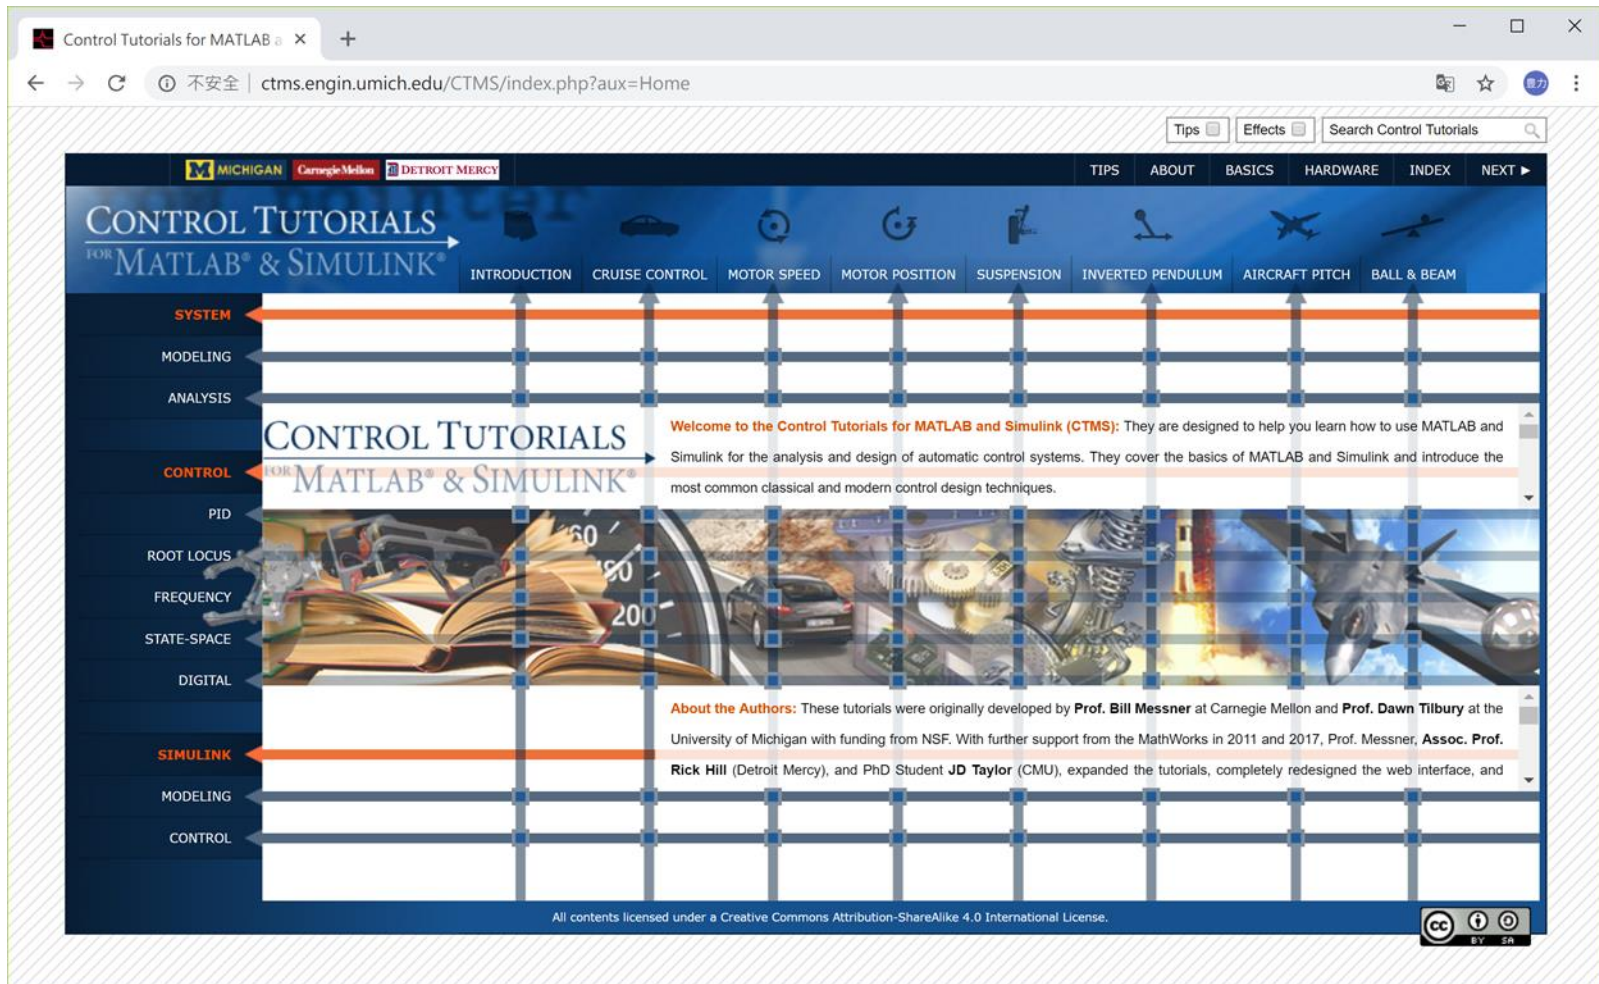 Control Tutorials for MATLAB a
不安全 | ctms.engin.umich.edu/CTMS/index.php?aux=Home
豊力
Tips
Effects
Search Control Tutorials
M MICHIGAN Carnegie Mellon DETROIT MERCY
TIPS ABOUT BASICS HARDWARE INDEX NEXT ►
pointer
CONTROL TUTORIALS
FOR MATLAB® & SIMULINK®
INTRODUCTION CRUISE CONTROL MOTOR SPEED MOTOR POSITION SUSPENSION INVERTED PENDULUM AIRCRAFT PITCH BALL & BEAM
SYSTEM
MODELING
ANALYSIS
CONTROL TUTORIALS
FOR MATLAB® & SIMULINK®
Welcome to the Control Tutorials for MATLAB and Simulink (CTMS): They are designed to help you learn how to use MATLAB and
Simulink for the analysis and design of automatic control systems. They cover the basics of MATLAB and Simulink and introduce the
most common classical and modern control design techniques.
CONTROL
PID
ROOT LOCUS
FREQUENCY
STATE-SPACE
DIGITAL
60
180
200
About the Authors: These tutorials were originally developed by Prof. Bill Messner at Carnegie Mellon and Prof. Dawn Tilbury at the
University of Michigan with funding from NSF. With further support from the MathWorks in 2011 and 2017, Prof. Messner, Assoc. Prof.
Rick Hill (Detroit Mercy), and PhD Student JD Taylor (CMU), expanded the tutorials, completely redesigned the web interface, and
SIMULINK
MODELING
CONTROL
All contents licensed under a Creative Commons Attribution-ShareAlike 4.0 International License.
cc BY SA